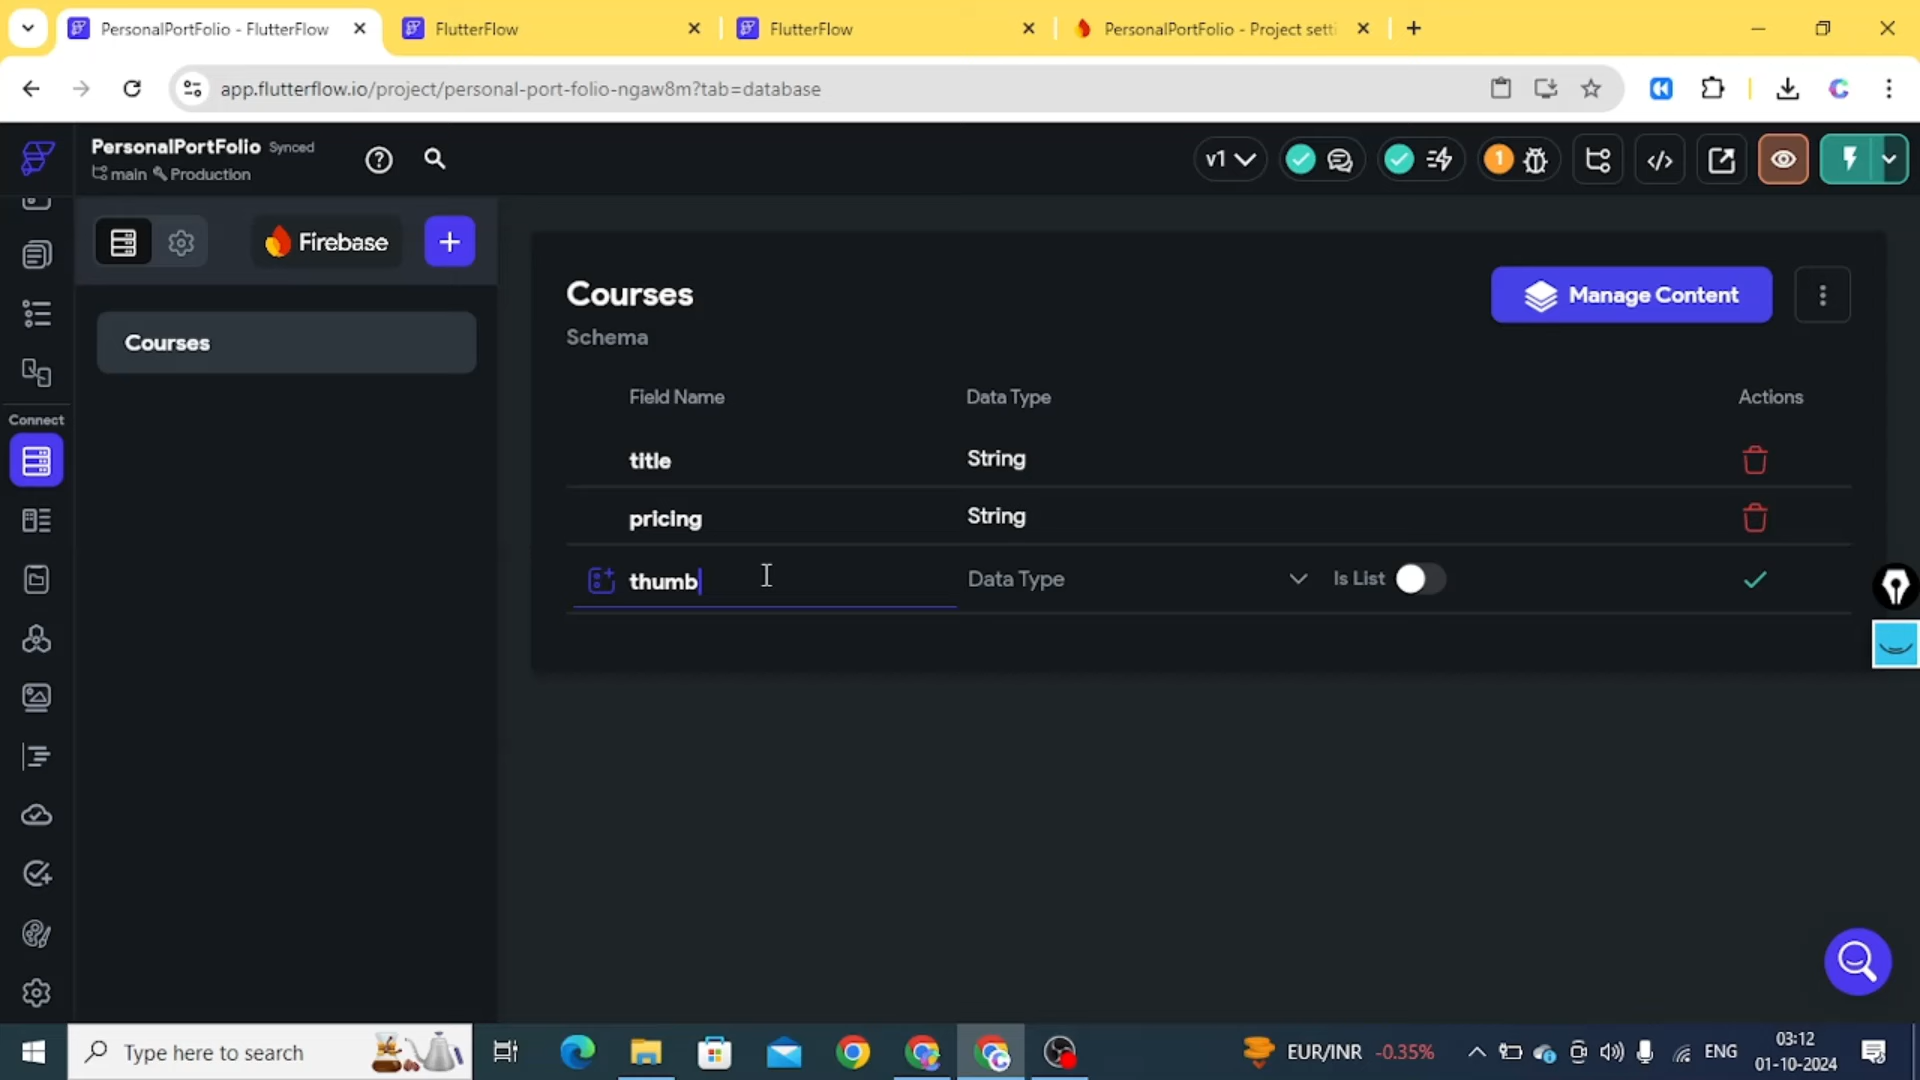 PersonalPortFolio - FlutterFlow
FlutterFlow
FlutterFlow
PersonalPortFolio - Project setti
app.flutterflow.io/project/personal-port-folio-ngaw8m?tab=database
PersonalPortFolio Synced
main Production
v1
1
Firebase
Courses
Connect
Courses
Schema
Manage Content
Field Name Data Type Actions
title String
pricing String
thumb Data Type Is List
Type here to search
EUR/INR -0.35%
ENG
03:12
01-10-2024